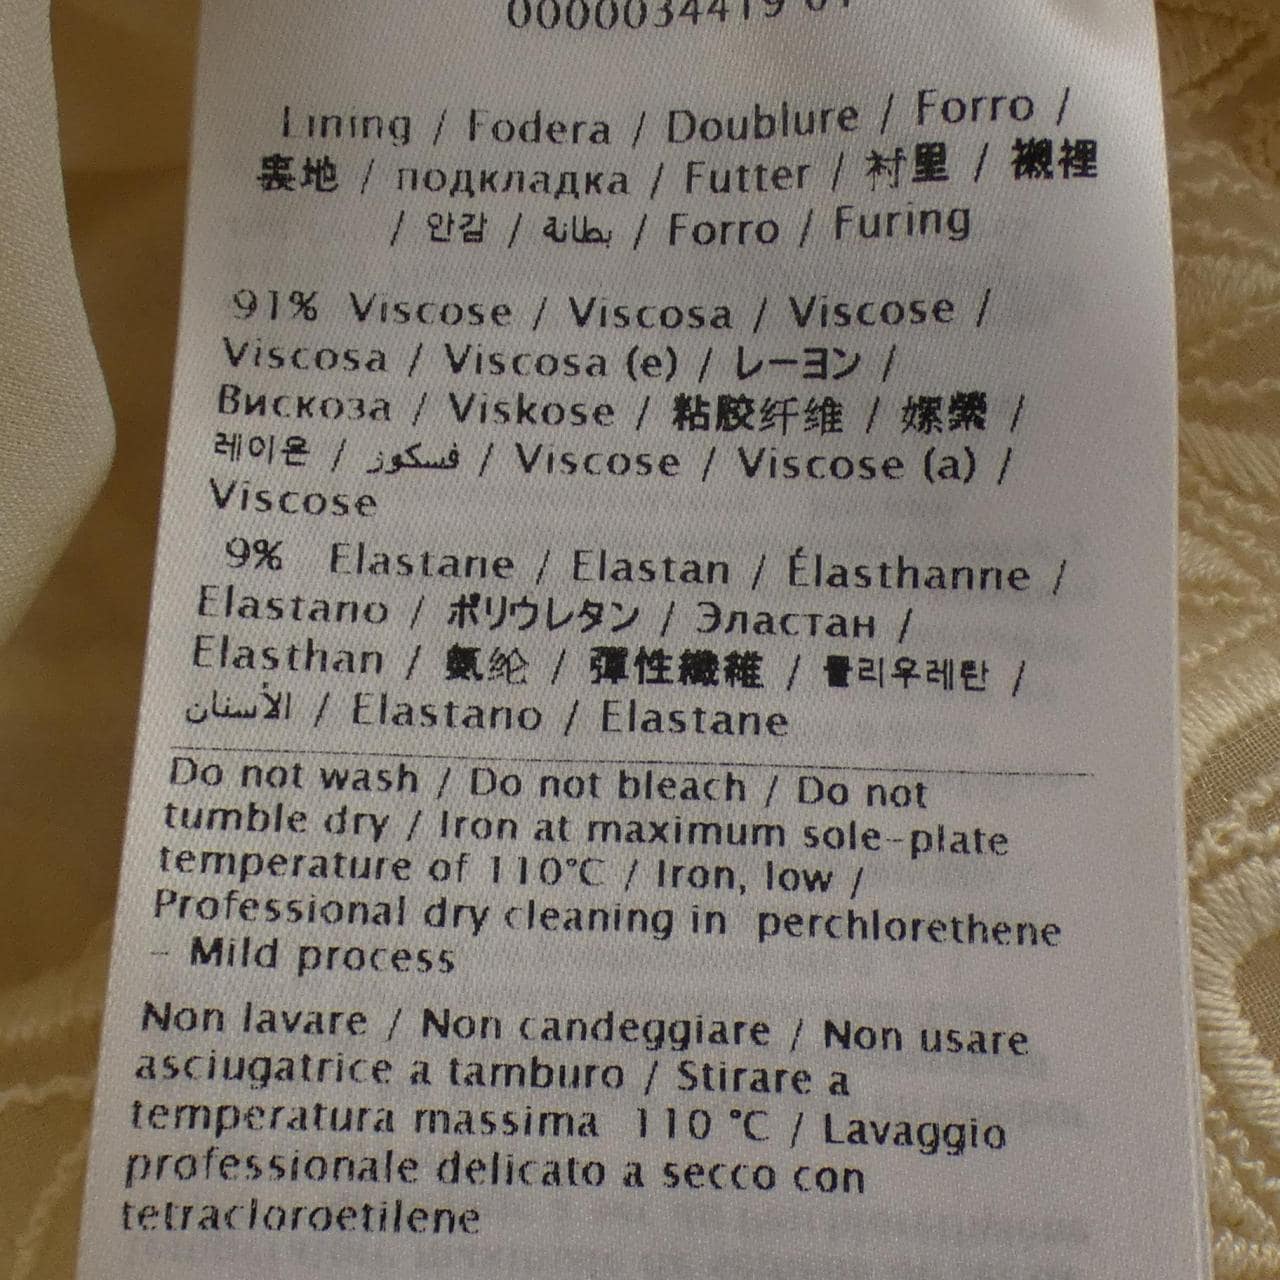 0000034419 01
Lining / Fodera / Doublure / Forro /
裏地 / подкладка / Futter / 衬里 / 襯裡
/ 안감 / بطانة / Forro / Furing
91% Viscose / Viscosa / Viscose /
Viscosa / Viscosa (e) / レーヨン /
Вискоза / Viskose / 粘胶纤维 / 嫘縈 /
레이온 / فسكوز / Viscose / Viscose (a) /
Viscose
9% Elastane / Elastan / Élasthanne /
Elastano / ポリウレタン / Эластан /
Elasthan / 氨纶 / 彈性纖維 / 폴리우레탄 /
الأسنان / Elastano / Elastane
Do not wash / Do not bleach / Do not
tumble dry / Iron at maximum sole-plate
temperature of 110°C / Iron, low /
Professional dry cleaning in perchlorethene
- Mild process
Non lavare / Non candeggiare / Non usare
asciugatrice a tamburo / Stirare a
temperatura massima 110 °C / Lavaggio
professionale delicato a secco con
tetracloroetilene